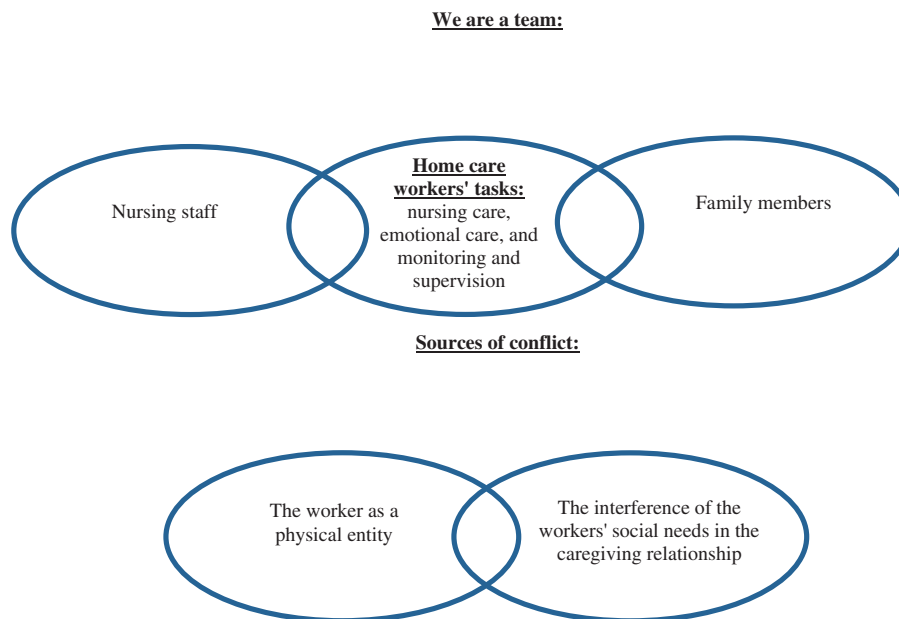 We are a team:
Nursing staff
Home care
workers' tasks:
nursing care,
emotional care, and
monitoring and
supervision
Family members
Sources of conflict:
The worker as a
physical entity
The interference of the
workers' social needs in the
caregiving relationship